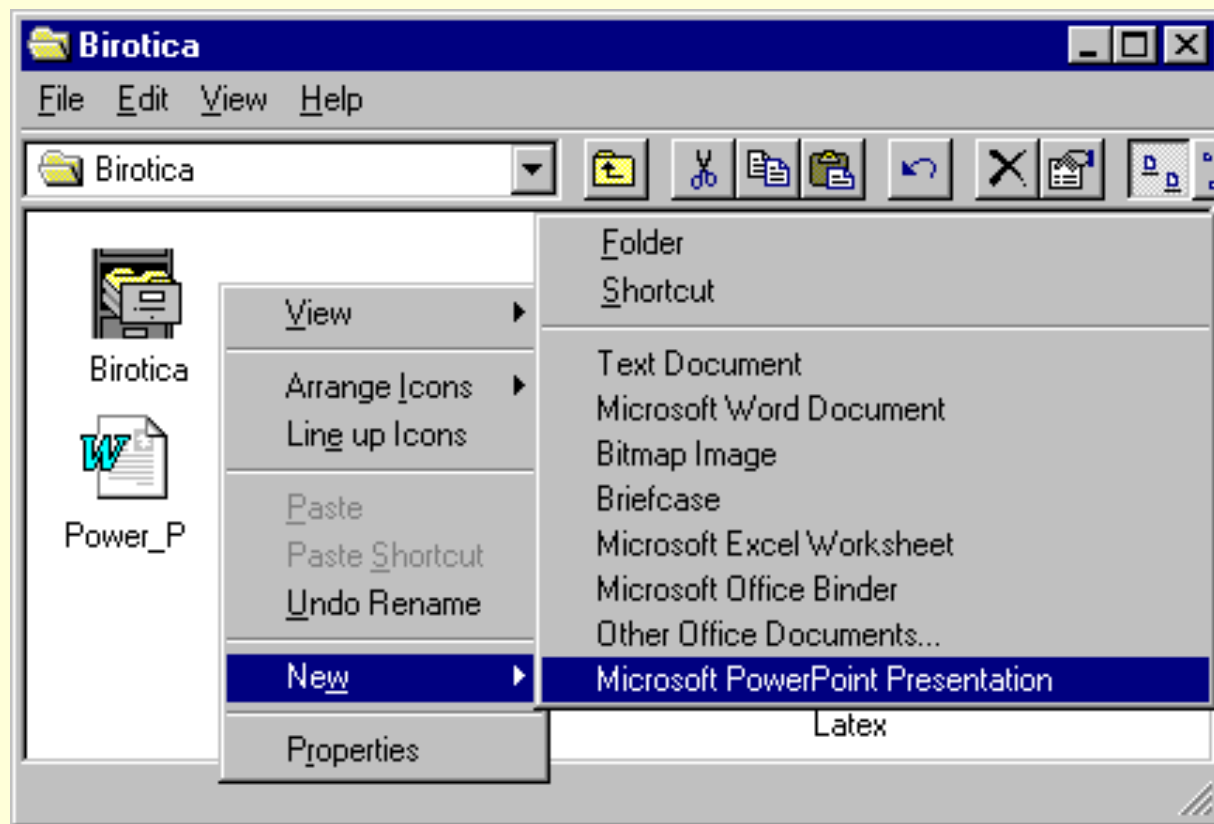 Birotica
File Edit View Help
Birotica
Birotica
Power_P
View
Arrange Icons
Line up Icons
Paste
Paste Shortcut
Undo Rename
New
Properties
Folder
Shortcut
Text Document
Microsoft Word Document
Bitmap Image
Briefcase
Microsoft Excel Worksheet
Microsoft Office Binder
Other Office Documents...
Microsoft PowerPoint Presentation
Latex